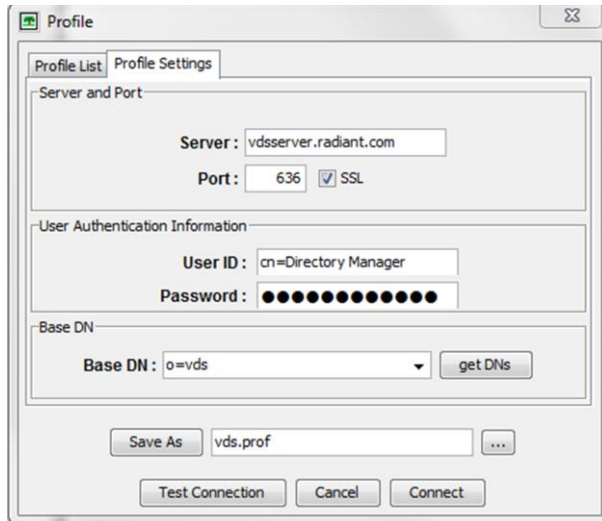 Profile
Profile List Profile Settings
Server and Port
Server : vdsserver.radiant.com
Port : 636 SSL
User Authentication Information
User ID : cn=Directory Manager
Password : ●●●●●●●●●●●●
Base DN
Base DN : o=vds get DNs
Save As vds.prof ...
Test Connection Cancel Connect